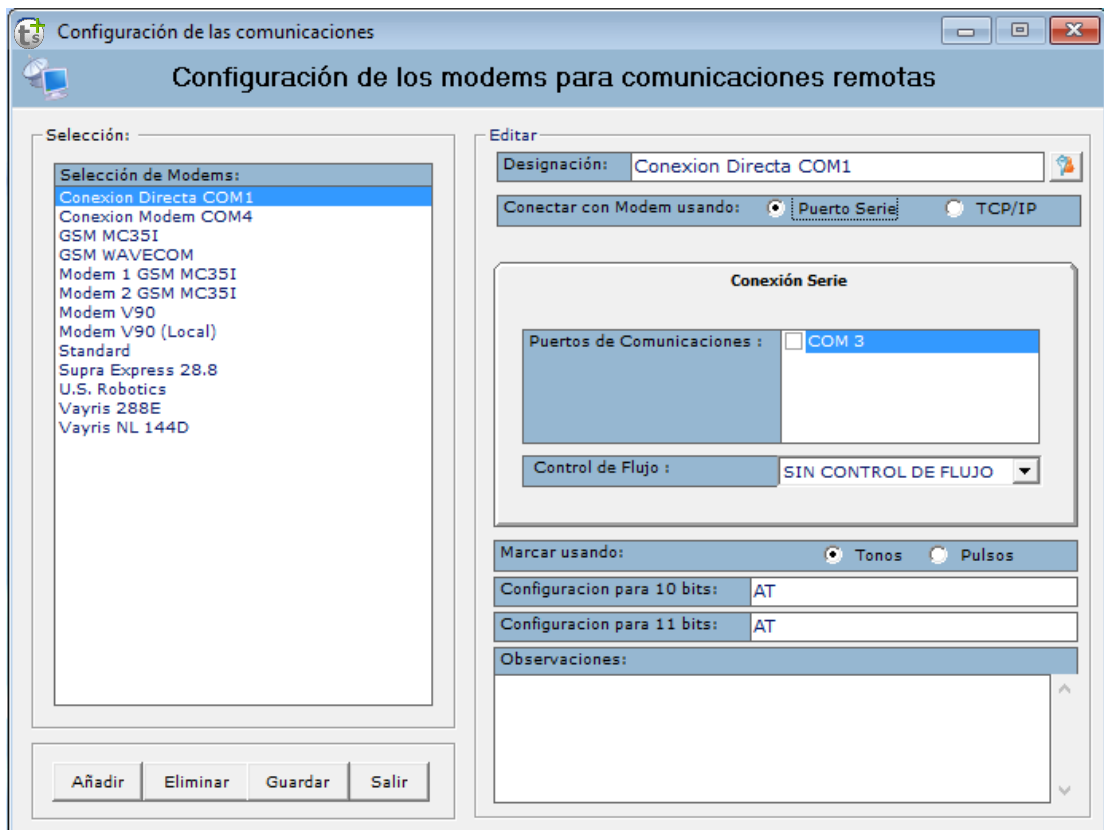 Configuración de las comunicaciones
Configuración de los modems para comunicaciones remotas
Selección:
Selección de Modems:
Conexion Directa COM1
Conexion Modem COM4
GSM MC35I
GSM WAVECOM
Modem 1 GSM MC35I
Modem 2 GSM MC35I
Modem V90
Modem V90 (Local)
Standard
Supra Express 28.8
U.S. Robotics
Vayris 288E
Vayris NL 144D
Añadir Eliminar Guardar Salir
Editar
Designación: Conexion Directa COM1
Conectar con Modem usando: Puerto Serie TCP/IP
Conexión Serie
Puertos de Comunicaciones : COM 3
Control de Flujo : SIN CONTROL DE FLUJO
Marcar usando: Tonos Pulsos
Configuracion para 10 bits: AT
Configuracion para 11 bits: AT
Observaciones: